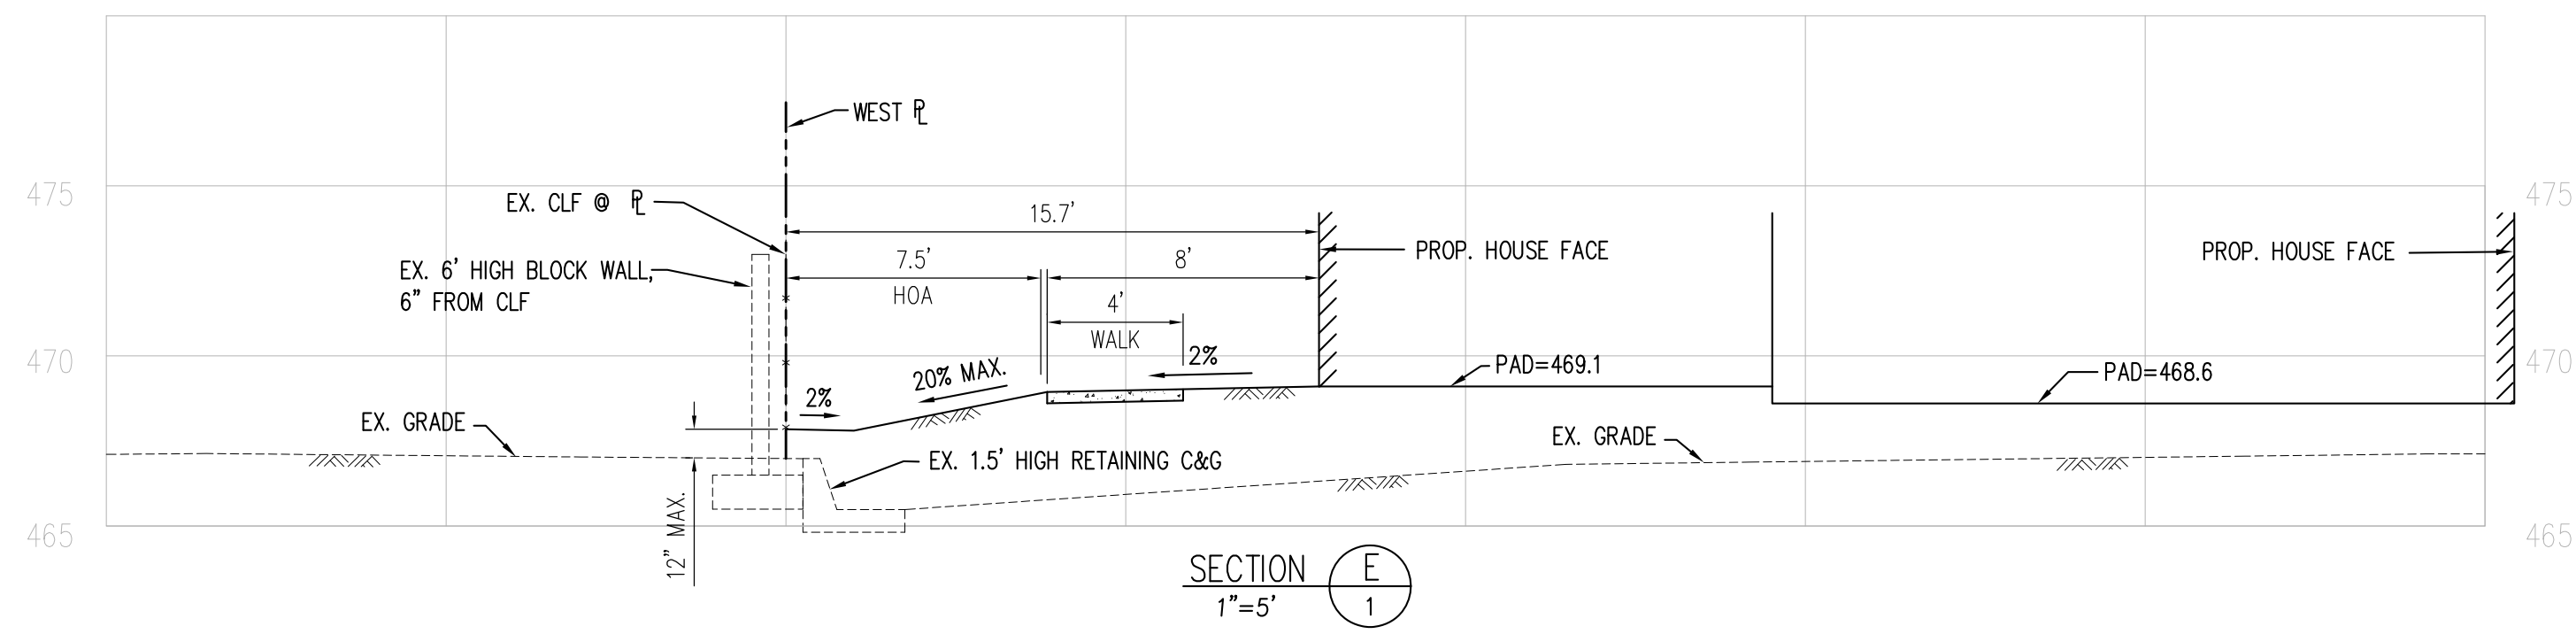 WEST ℙL
475
EX. CLF @ ℙL
475
15.7'
EX. 6' HIGH BLOCK WALL,
6" FROM CLF
7.5'
HOA
8'
PROP. HOUSE FACE
PROP. HOUSE FACE
4'
WALK
470
2%
470
20% MAX.
PAD=469.1
PAD=468.6
2%
EX. GRADE
EX. GRADE
EX. 1.5' HIGH RETAINING C&G
12" MAX.
465
465
SECTION
1"=5'
E
1